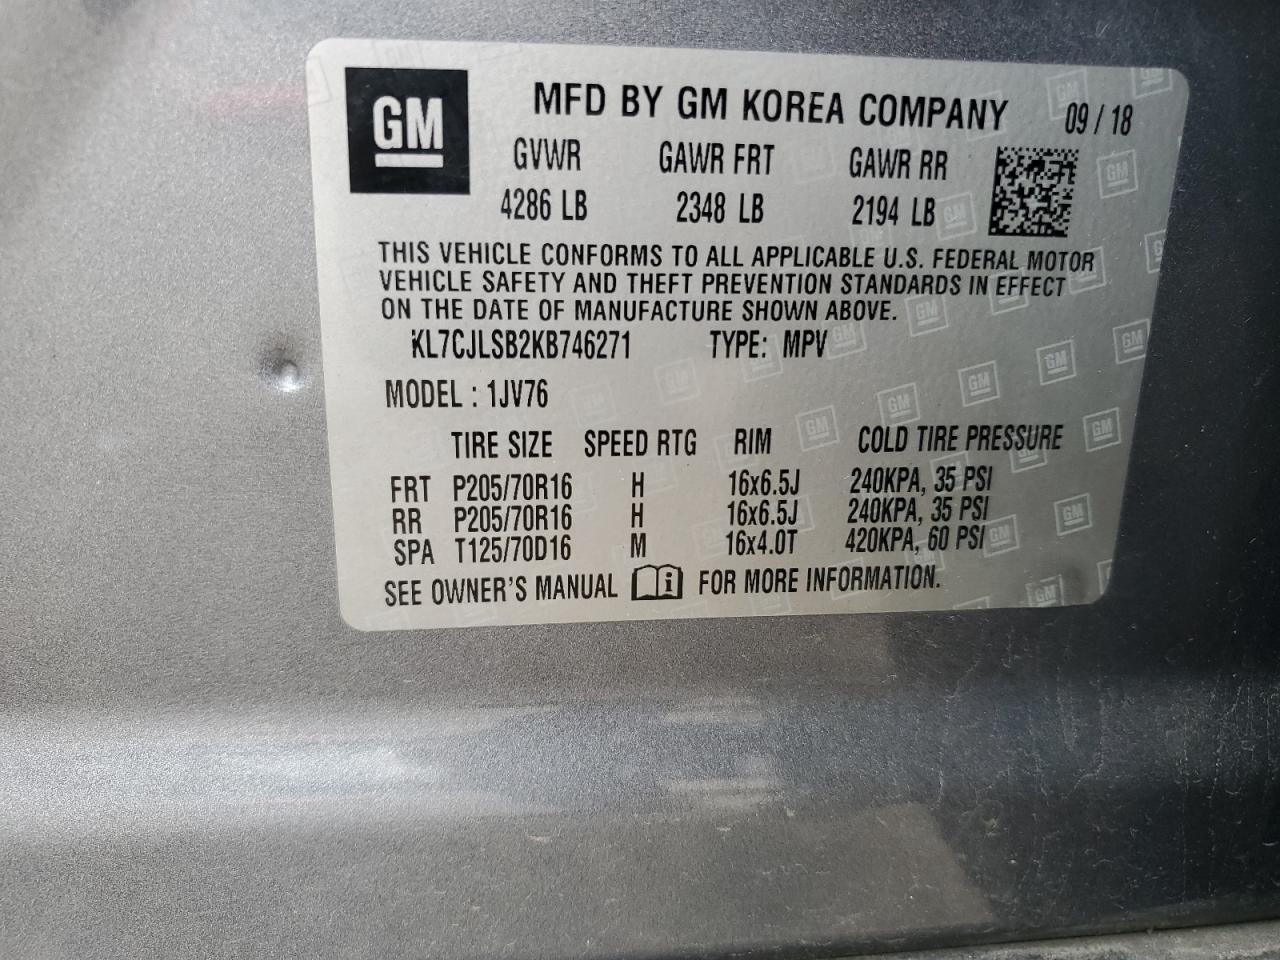 GM
MFD BY GM KOREA COMPANY 09 / 18
GVWR GAWR FRT GAWR RR
4286 LB 2348 LB 2194 LB
THIS VEHICLE CONFORMS TO ALL APPLICABLE U.S. FEDERAL MOTOR
VEHICLE SAFETY AND THEFT PREVENTION STANDARDS IN EFFECT
ON THE DATE OF MANUFACTURE SHOWN ABOVE.
KL7CJLSB2KB746271 TYPE: MPV
MODEL : 1JV76
TIRE SIZE SPEED RTG RIM COLD TIRE PRESSURE
FRT P205/70R16 H 16x6.5J 240KPA, 35 PSI
RR P205/70R16 H 16x6.5J 240KPA, 35 PSI
SPA T125/70D16 M 16x4.0T 420KPA, 60 PSI
SEE OWNER'S MANUAL i FOR MORE INFORMATION.